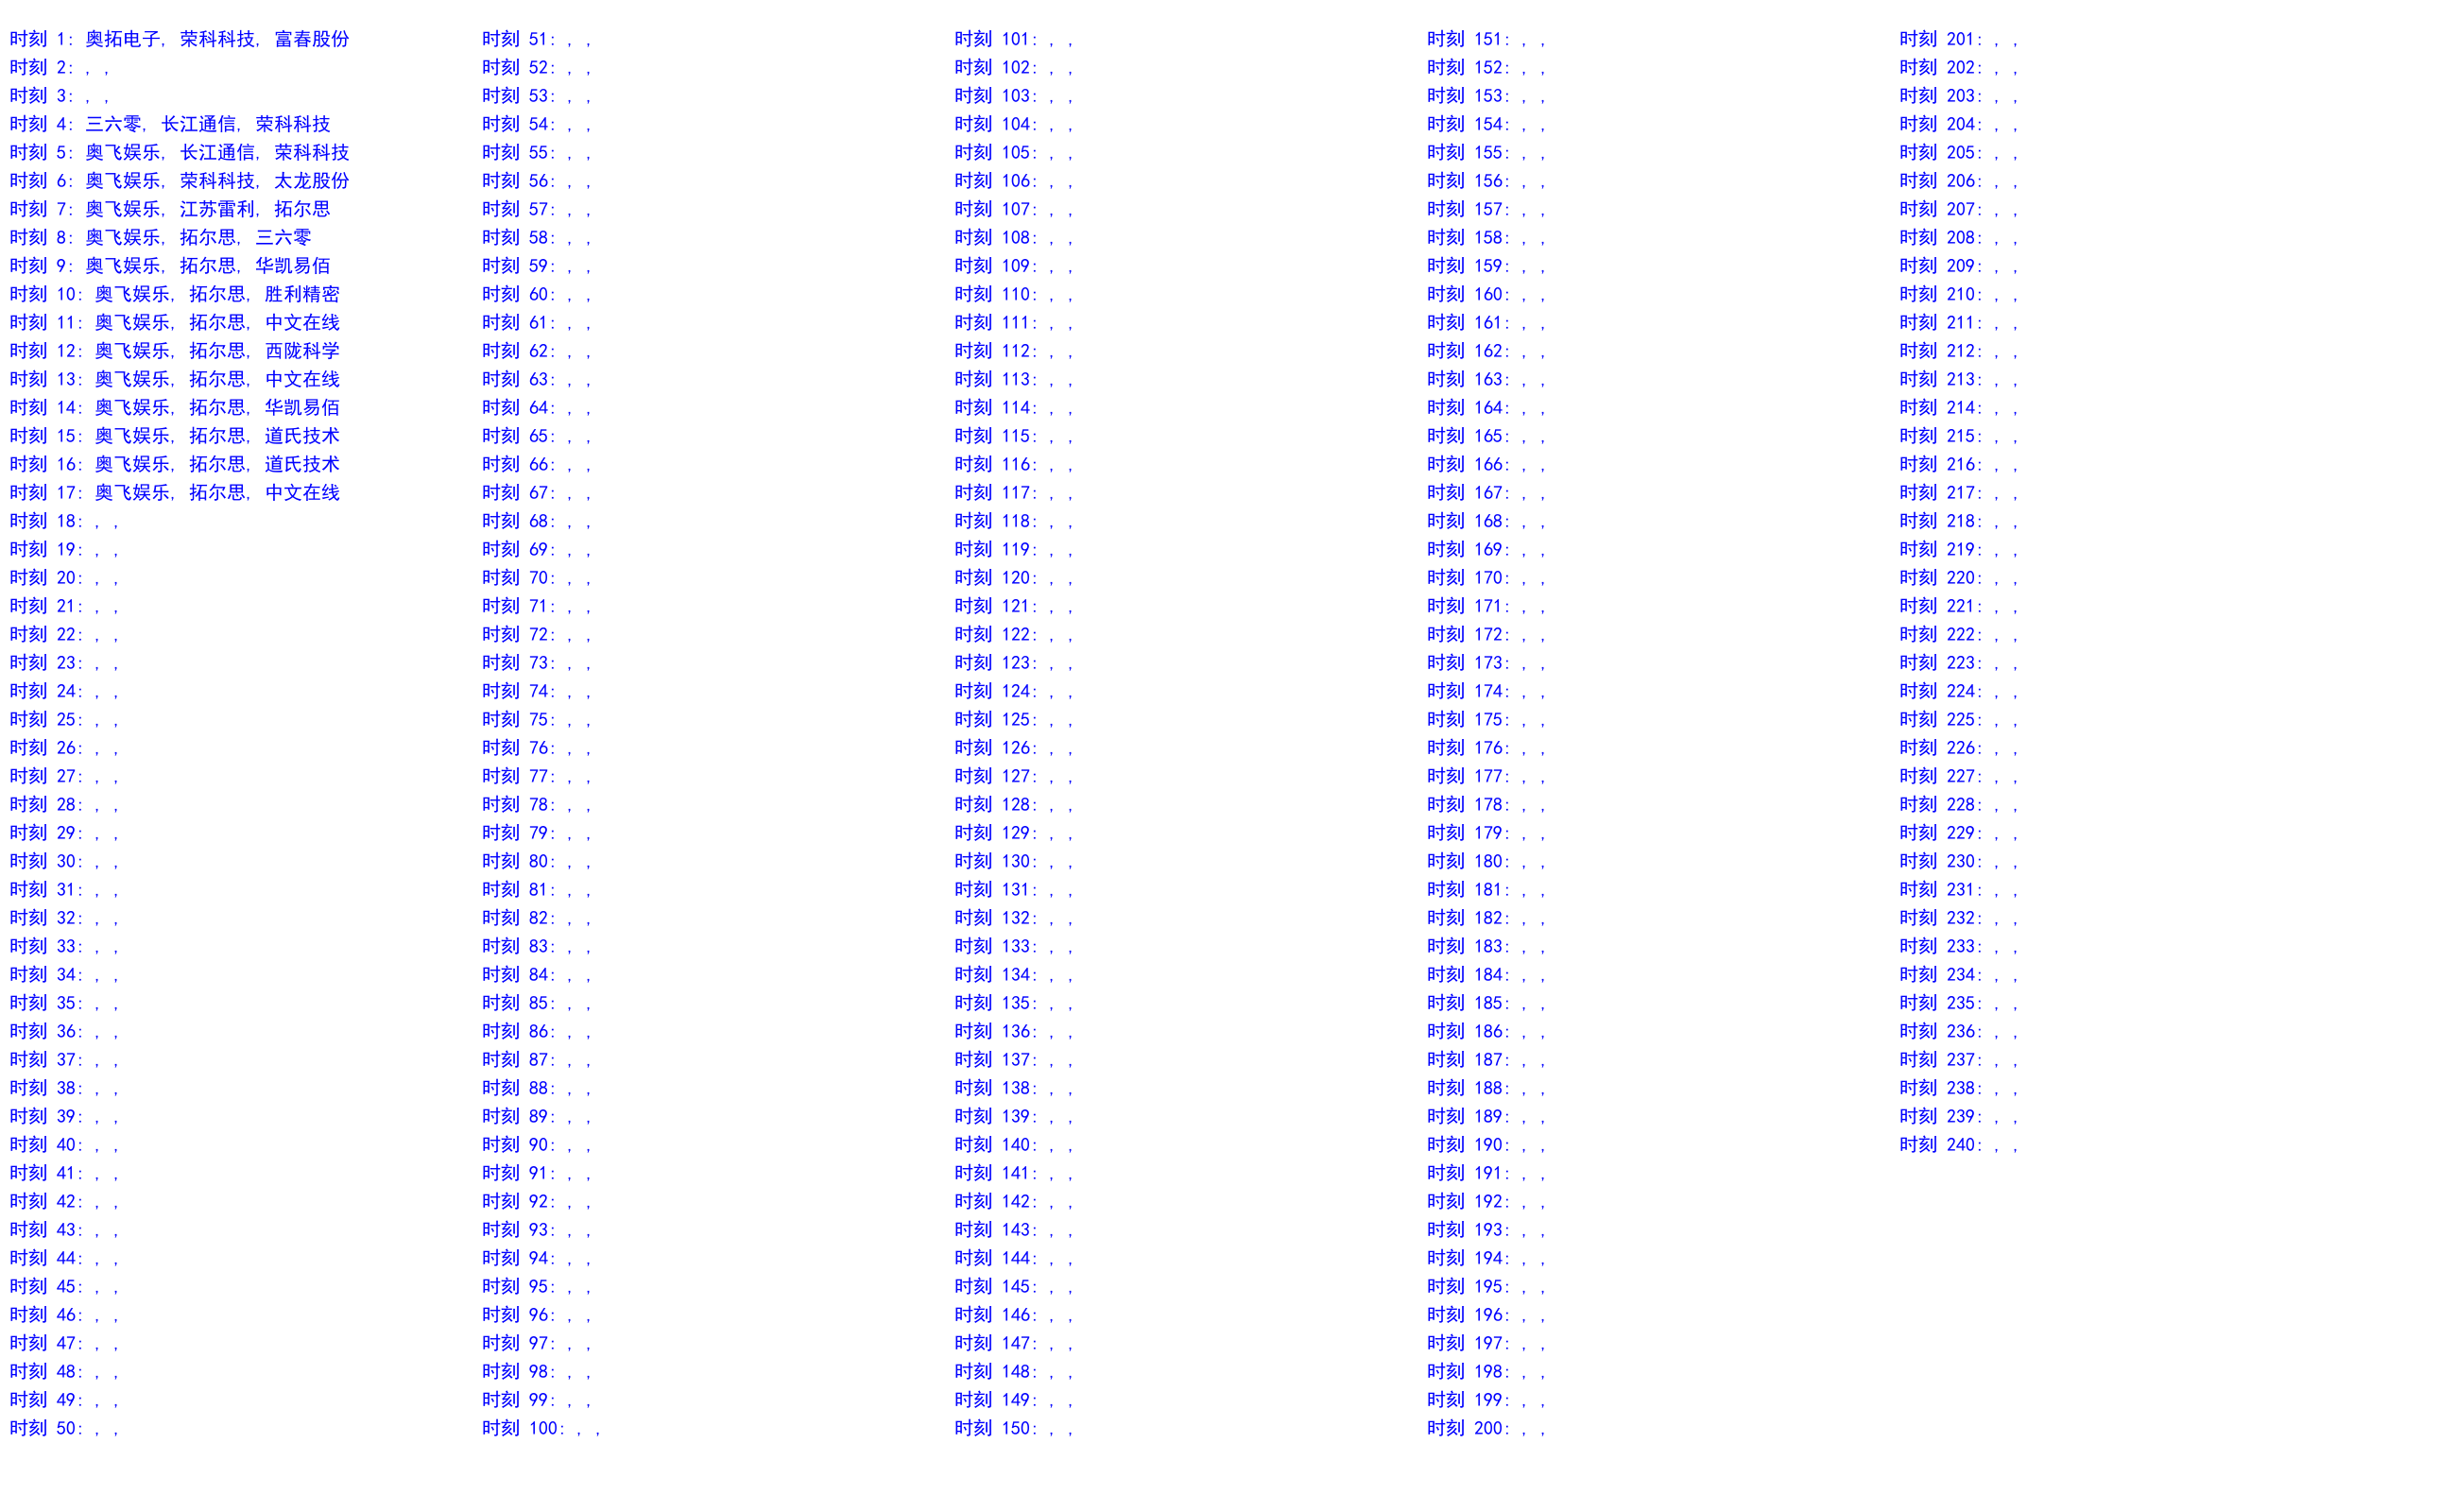 时刻 1: 奥拓电子, 荣科科技, 富春股份
时刻 2: , ,
时刻 3: , ,
时刻 4: 三六零, 长江通信, 荣科科技
时刻 5: 奥飞娱乐, 长江通信, 荣科科技
时刻 6: 奥飞娱乐, 荣科科技, 太龙股份
时刻 7: 奥飞娱乐, 江苏雷利, 拓尔思
时刻 8: 奥飞娱乐, 拓尔思, 三六零
时刻 9: 奥飞娱乐, 拓尔思, 华凯易佰
时刻 10: 奥飞娱乐, 拓尔思, 胜利精密
时刻 11: 奥飞娱乐, 拓尔思, 中文在线
时刻 12: 奥飞娱乐, 拓尔思, 西陇科学
时刻 13: 奥飞娱乐, 拓尔思, 中文在线
时刻 14: 奥飞娱乐, 拓尔思, 华凯易佰
时刻 15: 奥飞娱乐, 拓尔思, 道氏技术
时刻 16: 奥飞娱乐, 拓尔思, 道氏技术
时刻 17: 奥飞娱乐, 拓尔思, 中文在线
时刻 18: , ,
时刻 19: , ,
时刻 20: , ,
时刻 21: , ,
时刻 22: , ,
时刻 23: , ,
时刻 24: , ,
时刻 25: , ,
时刻 26: , ,
时刻 27: , ,
时刻 28: , ,
时刻 29: , ,
时刻 30: , ,
时刻 31: , ,
时刻 32: , ,
时刻 33: , ,
时刻 34: , ,
时刻 35: , ,
时刻 36: , ,
时刻 37: , ,
时刻 38: , ,
时刻 39: , ,
时刻 40: , ,
时刻 41: , ,
时刻 42: , ,
时刻 43: , ,
时刻 44: , ,
时刻 45: , ,
时刻 46: , ,
时刻 47: , ,
时刻 48: , ,
时刻 49: , ,
时刻 50: , ,
时刻 51: , ,
时刻 52: , ,
时刻 53: , ,
时刻 54: , ,
时刻 55: , ,
时刻 56: , ,
时刻 57: , ,
时刻 58: , ,
时刻 59: , ,
时刻 60: , ,
时刻 61: , ,
时刻 62: , ,
时刻 63: , ,
时刻 64: , ,
时刻 65: , ,
时刻 66: , ,
时刻 67: , ,
时刻 68: , ,
时刻 69: , ,
时刻 70: , ,
时刻 71: , ,
时刻 72: , ,
时刻 73: , ,
时刻 74: , ,
时刻 75: , ,
时刻 76: , ,
时刻 77: , ,
时刻 78: , ,
时刻 79: , ,
时刻 80: , ,
时刻 81: , ,
时刻 82: , ,
时刻 83: , ,
时刻 84: , ,
时刻 85: , ,
时刻 86: , ,
时刻 87: , ,
时刻 88: , ,
时刻 89: , ,
时刻 90: , ,
时刻 91: , ,
时刻 92: , ,
时刻 93: , ,
时刻 94: , ,
时刻 95: , ,
时刻 96: , ,
时刻 97: , ,
时刻 98: , ,
时刻 99: , ,
时刻 100: , ,
时刻 101: , ,
时刻 102: , ,
时刻 103: , ,
时刻 104: , ,
时刻 105: , ,
时刻 106: , ,
时刻 107: , ,
时刻 108: , ,
时刻 109: , ,
时刻 110: , ,
时刻 111: , ,
时刻 112: , ,
时刻 113: , ,
时刻 114: , ,
时刻 115: , ,
时刻 116: , ,
时刻 117: , ,
时刻 118: , ,
时刻 119: , ,
时刻 120: , ,
时刻 121: , ,
时刻 122: , ,
时刻 123: , ,
时刻 124: , ,
时刻 125: , ,
时刻 126: , ,
时刻 127: , ,
时刻 128: , ,
时刻 129: , ,
时刻 130: , ,
时刻 131: , ,
时刻 132: , ,
时刻 133: , ,
时刻 134: , ,
时刻 135: , ,
时刻 136: , ,
时刻 137: , ,
时刻 138: , ,
时刻 139: , ,
时刻 140: , ,
时刻 141: , ,
时刻 142: , ,
时刻 143: , ,
时刻 144: , ,
时刻 145: , ,
时刻 146: , ,
时刻 147: , ,
时刻 148: , ,
时刻 149: , ,
时刻 150: , ,
时刻 151: , ,
时刻 152: , ,
时刻 153: , ,
时刻 154: , ,
时刻 155: , ,
时刻 156: , ,
时刻 157: , ,
时刻 158: , ,
时刻 159: , ,
时刻 160: , ,
时刻 161: , ,
时刻 162: , ,
时刻 163: , ,
时刻 164: , ,
时刻 165: , ,
时刻 166: , ,
时刻 167: , ,
时刻 168: , ,
时刻 169: , ,
时刻 170: , ,
时刻 171: , ,
时刻 172: , ,
时刻 173: , ,
时刻 174: , ,
时刻 175: , ,
时刻 176: , ,
时刻 177: , ,
时刻 178: , ,
时刻 179: , ,
时刻 180: , ,
时刻 181: , ,
时刻 182: , ,
时刻 183: , ,
时刻 184: , ,
时刻 185: , ,
时刻 186: , ,
时刻 187: , ,
时刻 188: , ,
时刻 189: , ,
时刻 190: , ,
时刻 191: , ,
时刻 192: , ,
时刻 193: , ,
时刻 194: , ,
时刻 195: , ,
时刻 196: , ,
时刻 197: , ,
时刻 198: , ,
时刻 199: , ,
时刻 200: , ,
时刻 201: , ,
时刻 202: , ,
时刻 203: , ,
时刻 204: , ,
时刻 205: , ,
时刻 206: , ,
时刻 207: , ,
时刻 208: , ,
时刻 209: , ,
时刻 210: , ,
时刻 211: , ,
时刻 212: , ,
时刻 213: , ,
时刻 214: , ,
时刻 215: , ,
时刻 216: , ,
时刻 217: , ,
时刻 218: , ,
时刻 219: , ,
时刻 220: , ,
时刻 221: , ,
时刻 222: , ,
时刻 223: , ,
时刻 224: , ,
时刻 225: , ,
时刻 226: , ,
时刻 227: , ,
时刻 228: , ,
时刻 229: , ,
时刻 230: , ,
时刻 231: , ,
时刻 232: , ,
时刻 233: , ,
时刻 234: , ,
时刻 235: , ,
时刻 236: , ,
时刻 237: , ,
时刻 238: , ,
时刻 239: , ,
时刻 240: , ,